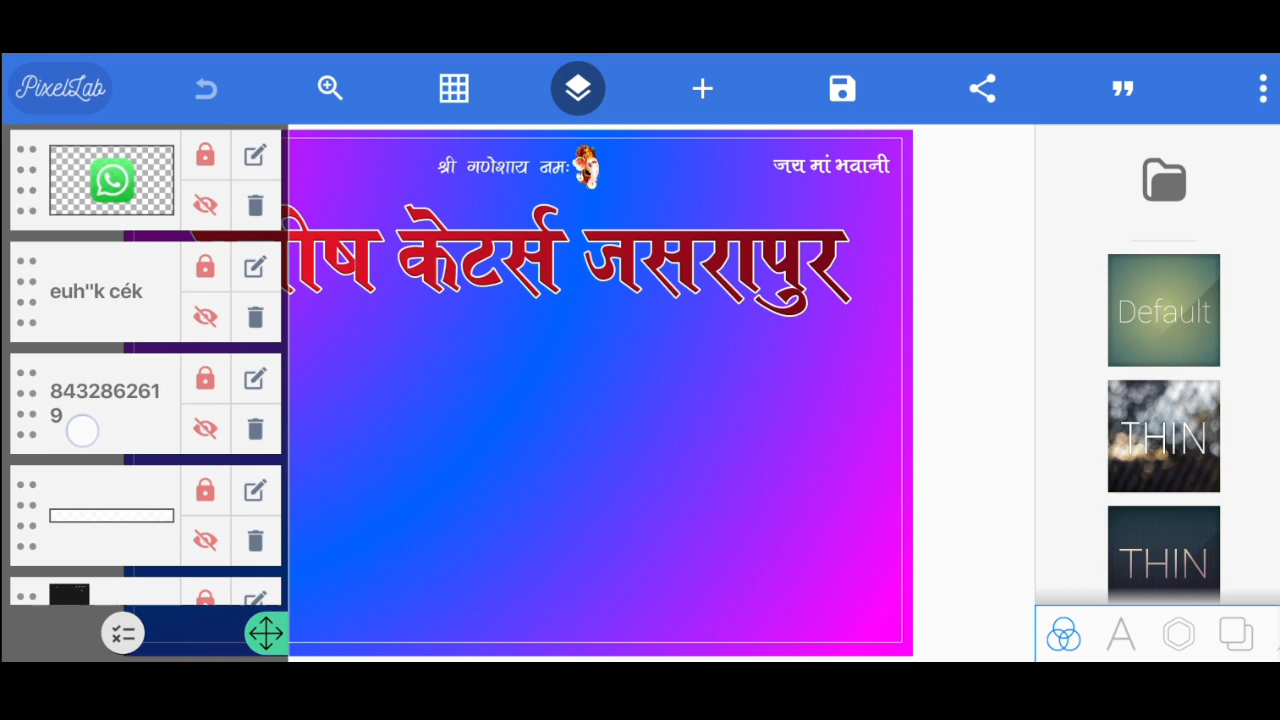 PixelLab
श्री गणेशाय नमः
जय मां भवानी
ीष केटर्स जसरापुर
euh"k cék
843286261
9
Default
THIN
THIN